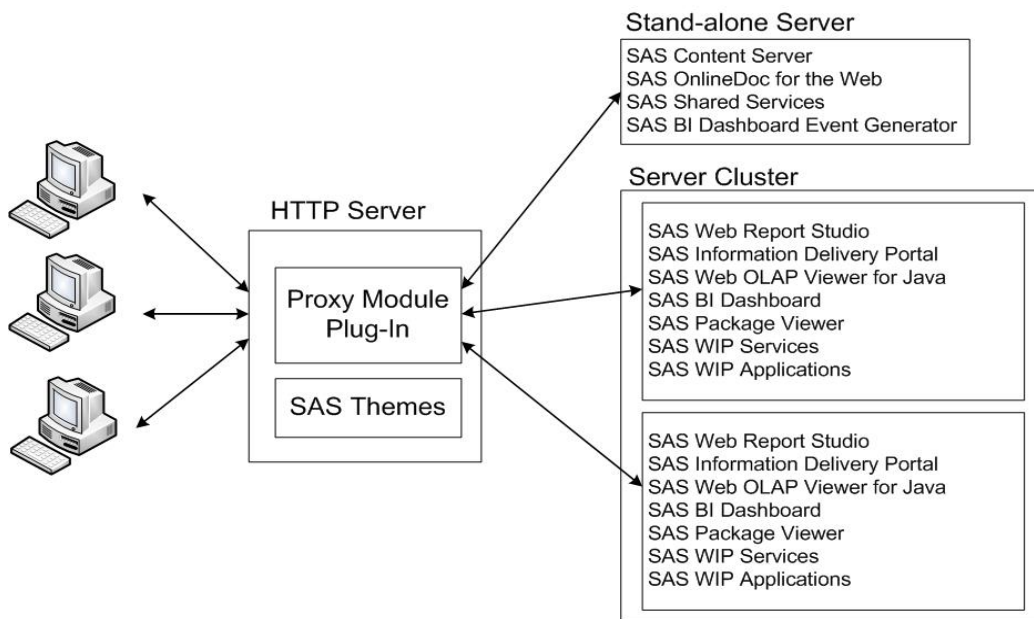 Stand-alone Server
SAS Content Server
SAS OnlineDoc for the Web
SAS Shared Services
SAS BI Dashboard Event Generator
Server Cluster
HTTP Server
Proxy Module
Plug-In
SAS Themes
SAS Web Report Studio
SAS Information Delivery Portal
SAS Web OLAP Viewer for Java
SAS BI Dashboard
SAS Package Viewer
SAS WIP Services
SAS WIP Applications
SAS Web Report Studio
SAS Information Delivery Portal
SAS Web OLAP Viewer for Java
SAS BI Dashboard
SAS Package Viewer
SAS WIP Services
SAS WIP Applications